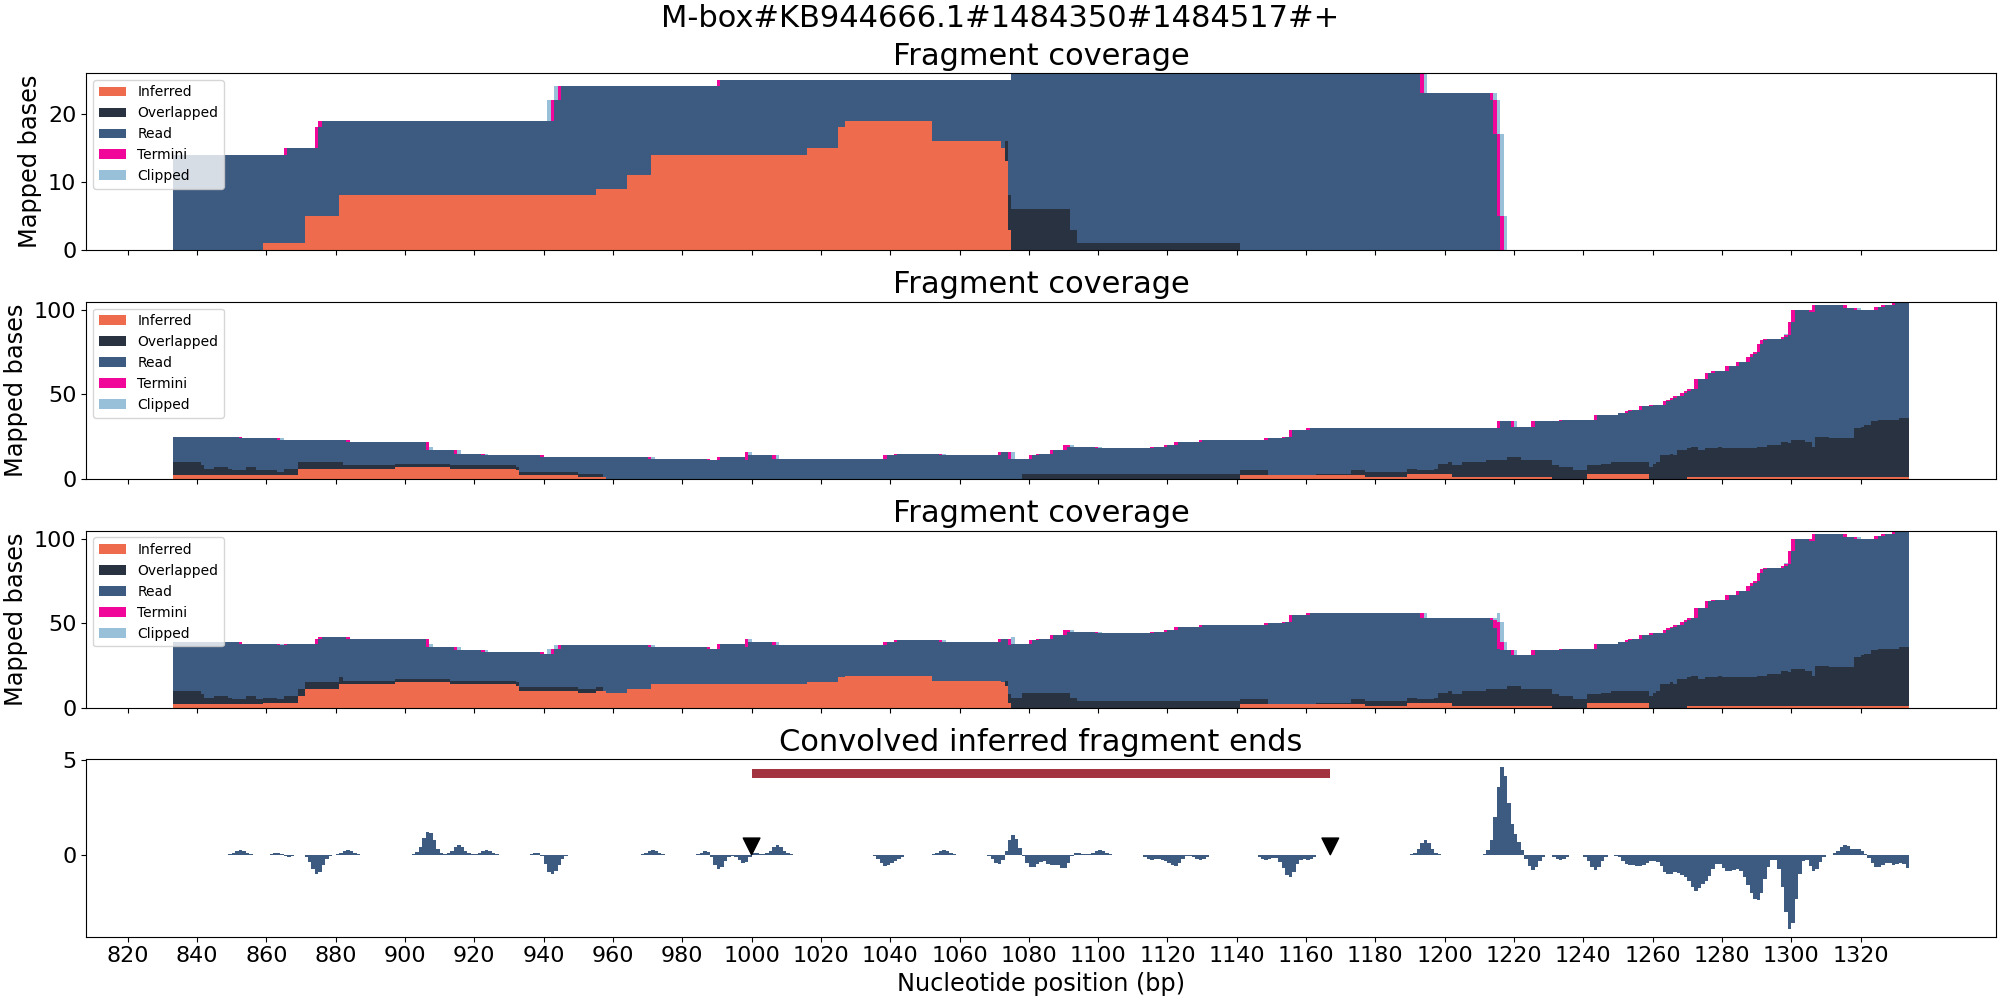 M-box#KB944666.1#1484350#1484517#+
Fragment coverage
Mapped bases
20
10
0
Inferred
Overlapped
Read
Termini
Clipped
Fragment coverage
Mapped bases
100
50
0
Inferred
Overlapped
Read
Termini
Clipped
Fragment coverage
Mapped bases
100
50
0
Inferred
Overlapped
Read
Termini
Clipped
Convolved inferred fragment ends
5
0
820 840 860 880 900 920 940 960 980 1000 1020 1040 1060 1080 1100 1120 1140 1160 1180 1200 1220 1240 1260 1280 1300 1320
Nucleotide position (bp)